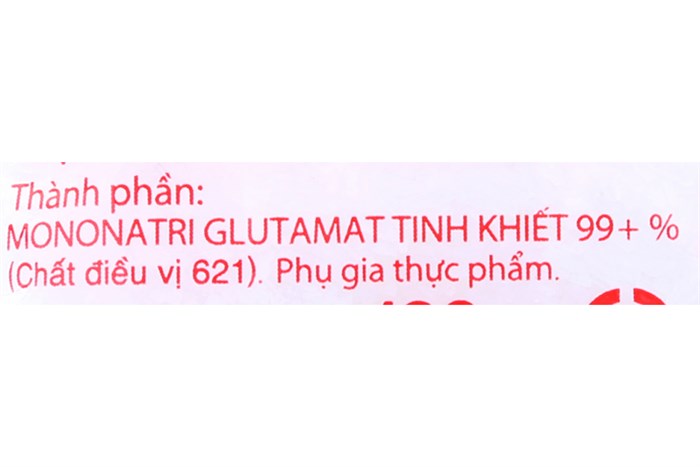 Thành phần:
MONONATRI GLUTAMAT TINH KHIẾT 99+ %
(Chất điều vị 621). Phụ gia thực phẩm.